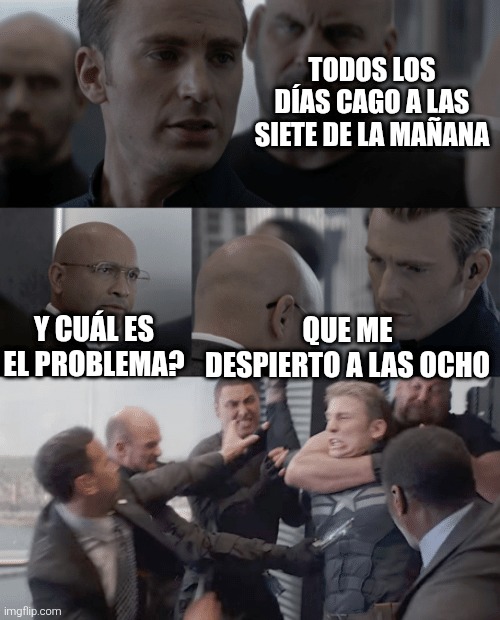 TODOS LOS
DÍAS CAGO A LAS
SIETE DE LA MAÑANA
Y CUÁL ES
EL PROBLEMA?
QUE ME
DESPIERTO A LAS OCHO
imgflip.com